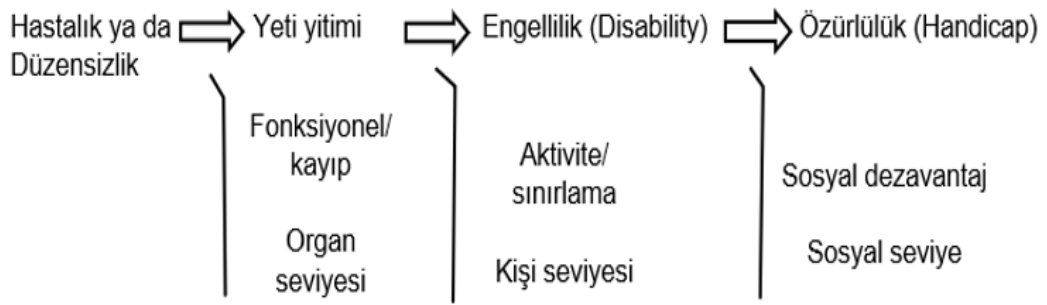 Hastalık ya da
Düzensizlik
Yeti yitimi
Engellilik (Disability)
Özürlülük (Handicap)
Fonksiyonel/
kayıp
Organ
seviyesi
Aktivite/
sınırlama
Kişi seviyesi
Sosyal dezavantaj
Sosyal seviye